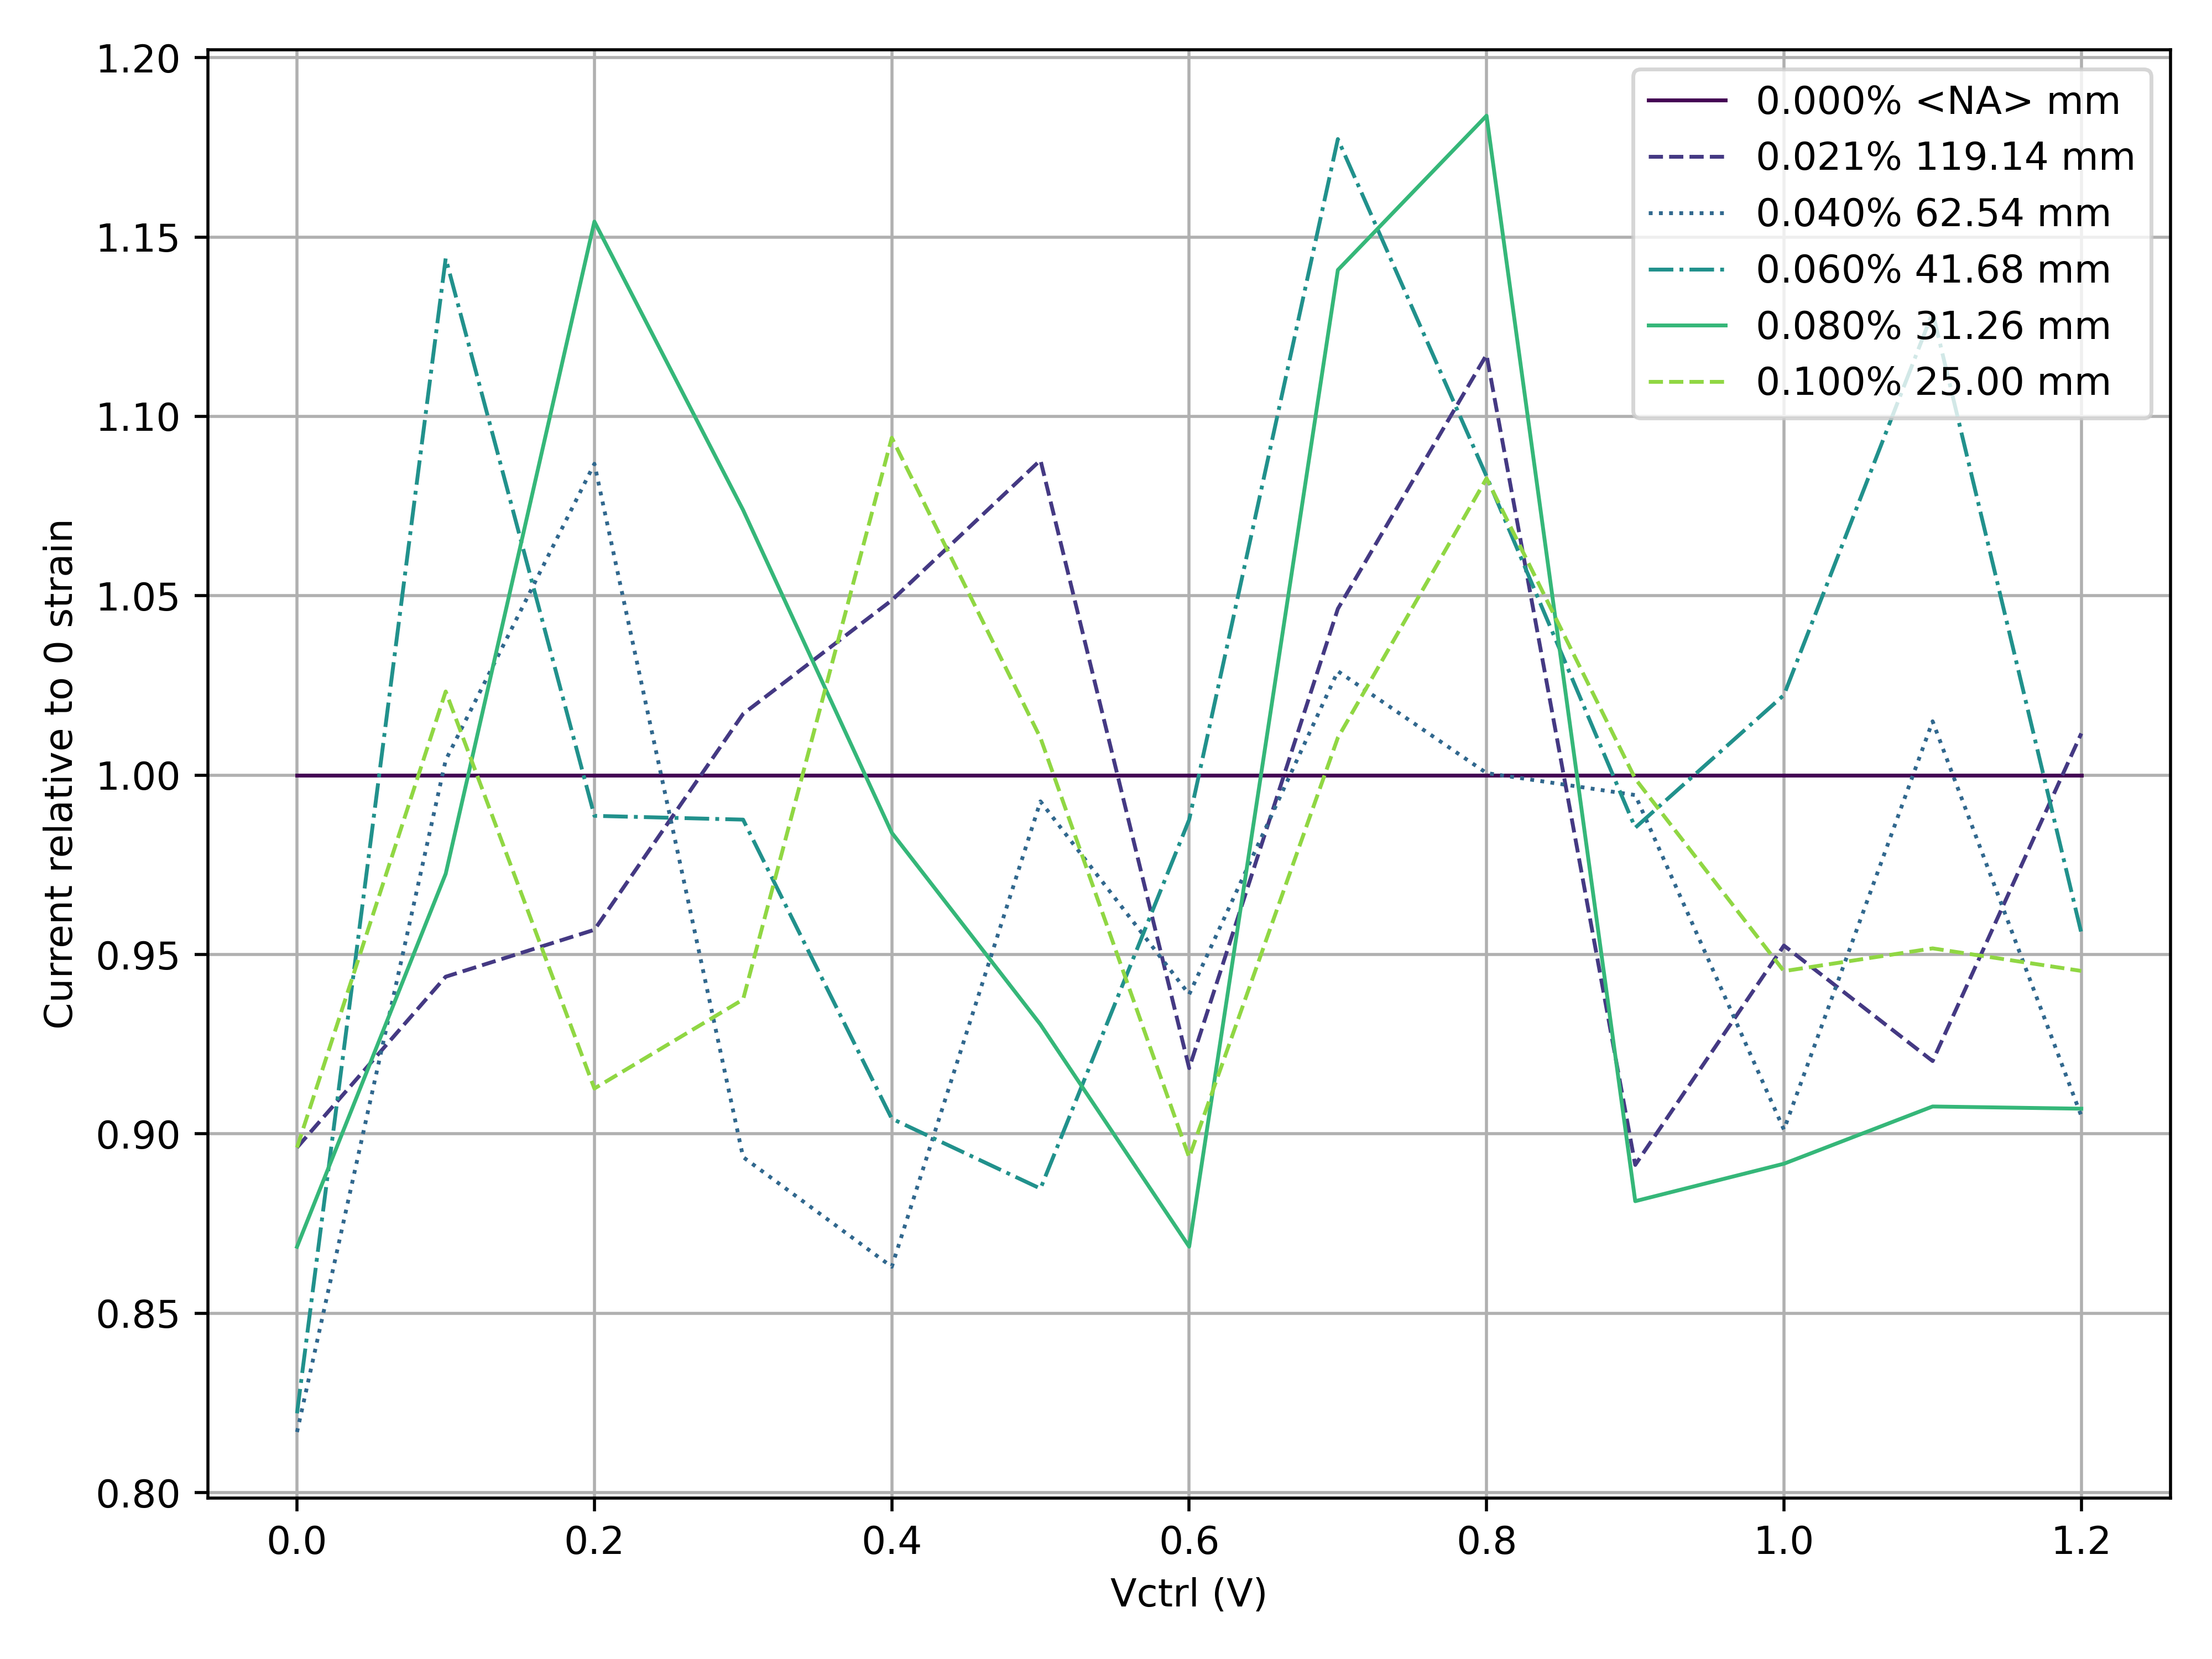 1.20
1.15
1.10
1.05
1.00
0.95
0.90
0.85
0.80
Current relative to 0 strain
0.000% <NA> mm
0.021% 119.14 mm
0.040% 62.54 mm
0.060% 41.68 mm
0.080% 31.26 mm
0.100% 25.00 mm
0.0 0.2 0.4 0.6 0.8 1.0 1.2
Vctrl (V)